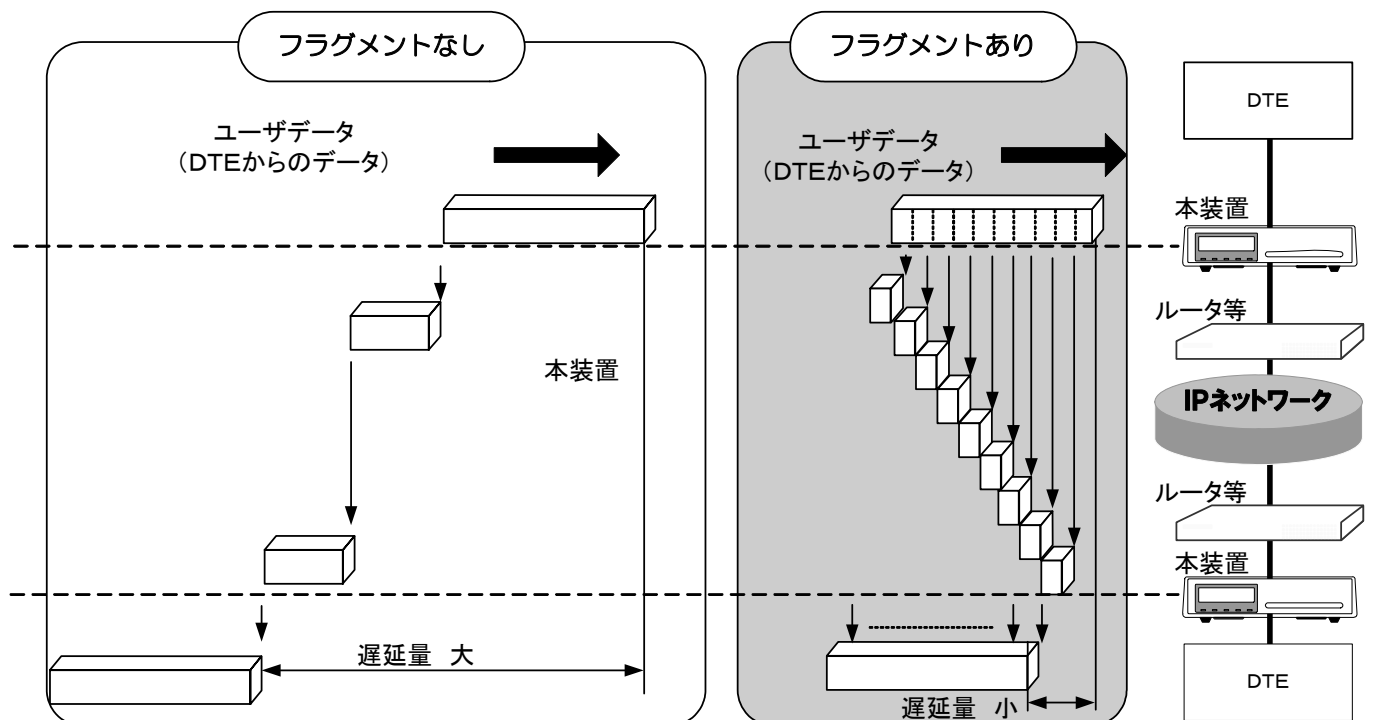 フラグメントなし
ユーザデータ
(DTEからのデータ)
本装置
遅延量 大
フラグメントあり
ユーザデータ
(DTEからのデータ)
遅延量 小
DTE
本装置
ルータ等
IPネットワーク
ルータ等
本装置
DTE